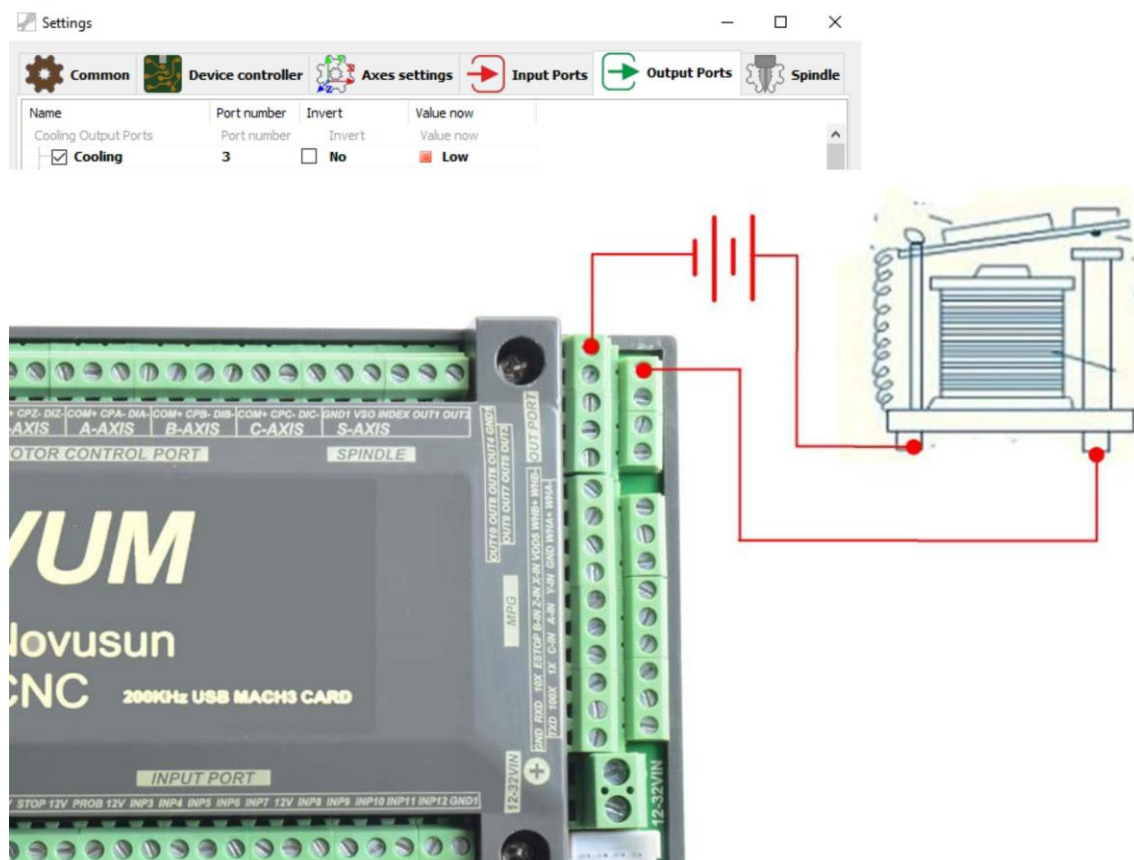 Settings
Common Device controller Axes settings Input Ports Output Ports Spindle
Name Port number Invert Value now
Cooling Output Ports Port number Invert Value now
Cooling 3 No Low
CPZ- DIZ- COM+ CPA- DIA- COM+ CPB- DIB- COM+ CPC- DIC- GND1 VSO INDEX OUT1 OUT2
-AXIS A-AXIS B-AXIS C-AXIS S-AXIS
OTOR CONTROL PORT SPINDLE
OUT PORT
OUT10 OUT8 OUT6 OUT4 GND1
OUT9 OUT7 OUT5 OUT3
VUM
Novusun
CNC 200KHz USB MACH3 CARD
MPG
GND RXD 10X ESTOP B-IN Z-IN X-IN VDD5 WHB+ WHB-
TXD 100X 1X C-IN A-IN Y-IN GND WHA+ WHA-
12-32VIN
12-32VIN
INPUT PORT
STOP 12V PROB 12V INP3 INP4 INP5 INP6 INP7 12V INP8 INP9 INP10 INP11 INP12 GND1